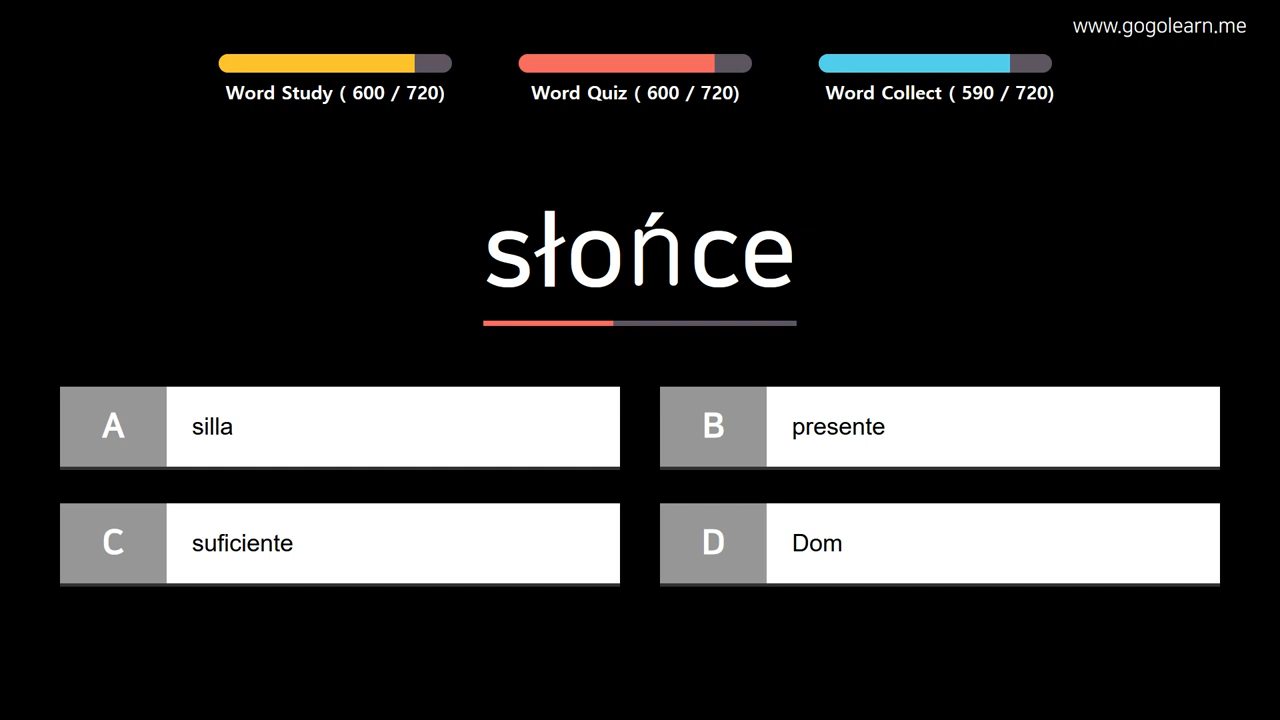 www.gogolearn.me
Word Study ( 600 / 720)
Word Quiz ( 600 / 720)
Word Collect ( 590 / 720)
słońce
A silla
B presente
C suficiente
D Dom